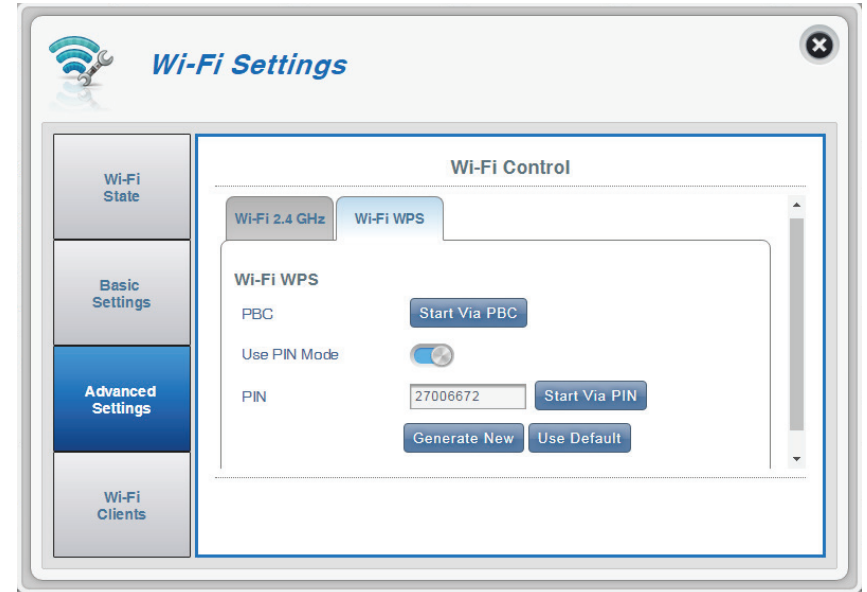 Wi-Fi Settings
Wi-Fi
State
Basic
Settings
Advanced
Settings
Wi-Fi
Clients
Wi-Fi Control
Wi-Fi 2.4 GHz
Wi-Fi WPS
Wi-Fi WPS
PBC
Start Via PBC
Use PIN Mode
PIN
27006672
Start Via PIN
Generate New
Use Default